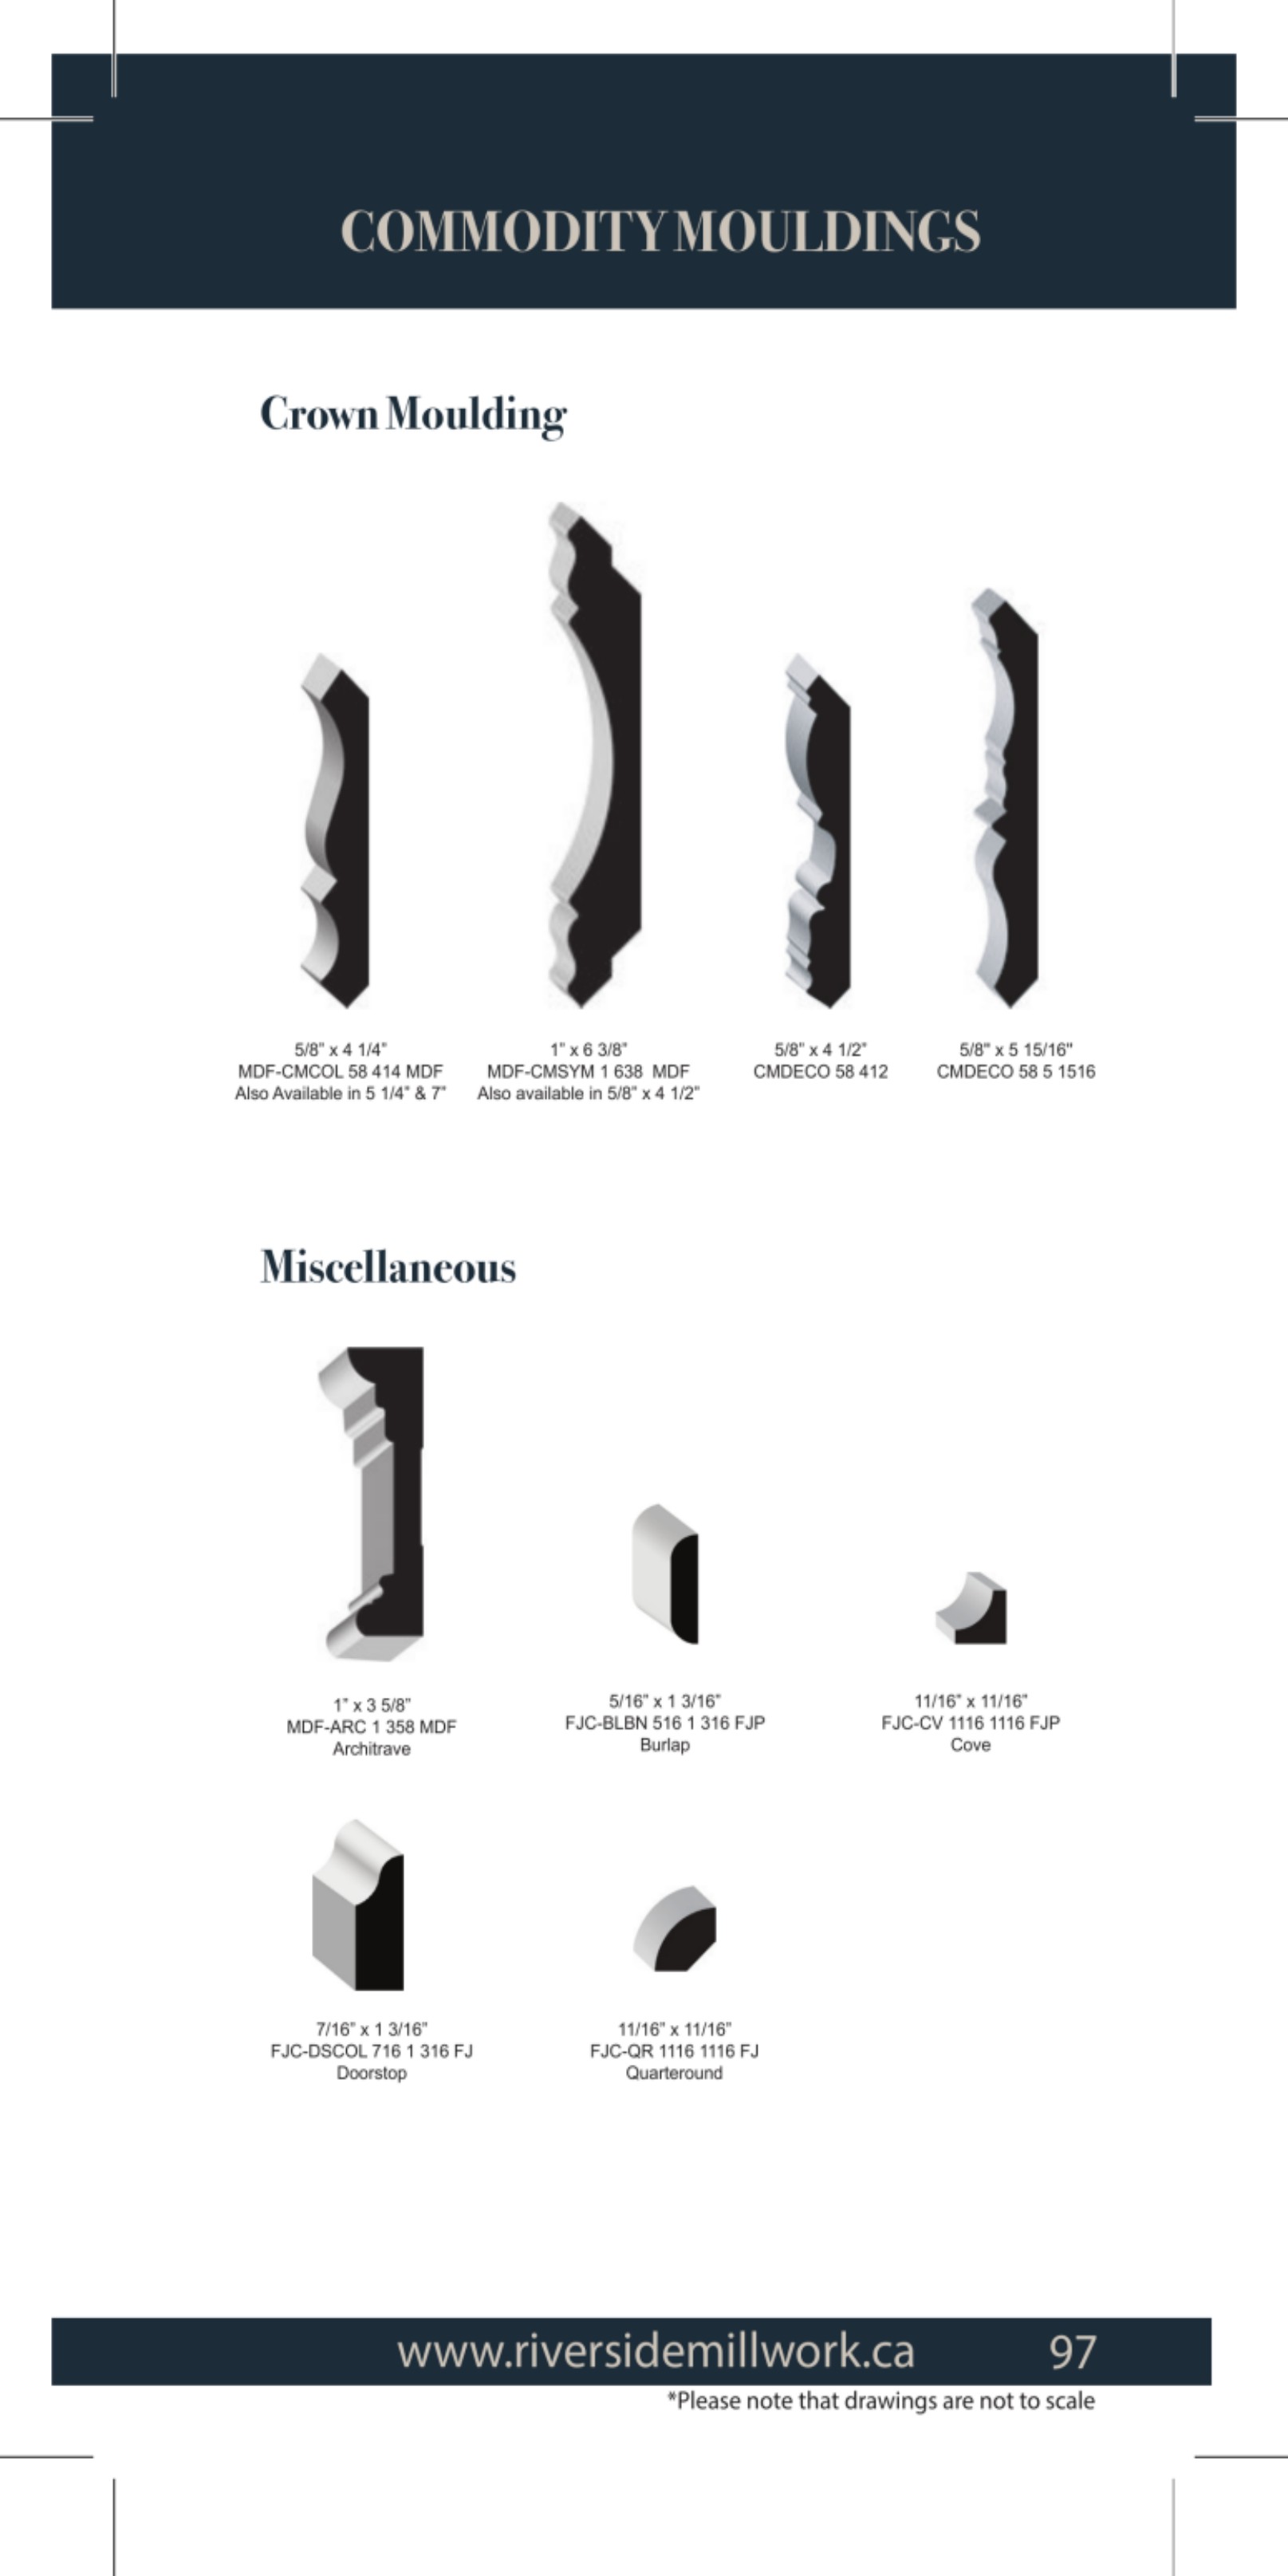 COMMODITY MOULDINGS
Crown Moulding
5/8” x 4 1/4”
MDF-CMCOL 58 414 MDF
Also Available in 5 1/4” & 7”
1” x 6 3/8”
MDF-CMSYM 1 638 MDF
Also available in 5/8” x 4 1/2”
5/8” x 4 1/2”
CMDECO 58 412
5/8" x 5 15/16"
CMDECO 58 5 1516
Miscellaneous
1” x 3 5/8”
MDF-ARC 1 358 MDF
Architrave
5/16” x 1 3/16”
FJC-BLBN 516 1 316 FJP
Burlap
11/16” x 11/16”
FJC-CV 1116 1116 FJP
Cove
7/16” x 1 3/16”
FJC-DSCOL 716 1 316 FJ
Doorstop
11/16” x 11/16”
FJC-QR 1116 1116 FJ
Quarteround
www.riversidemillwork.ca 97
*Please note that drawings are not to scale